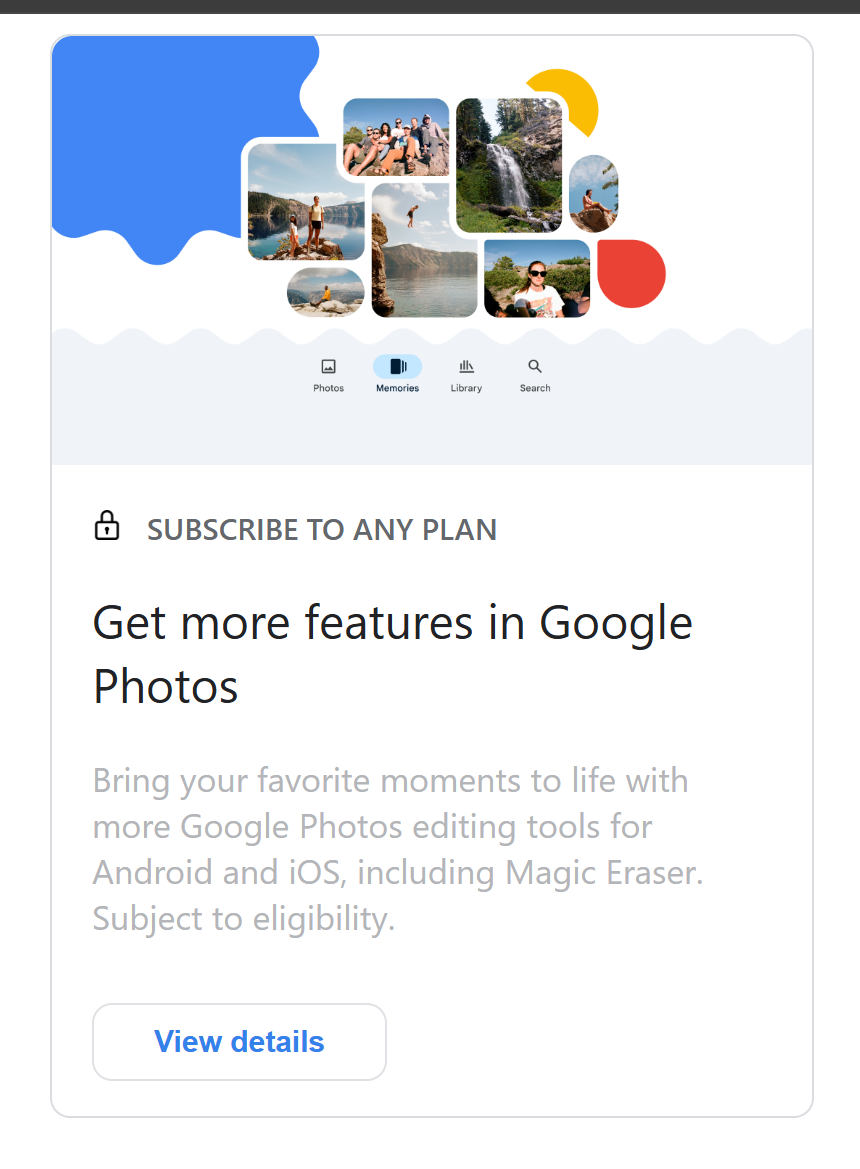 Photos
Memories
Library
Search
SUBSCRIBE TO ANY PLAN
Get more features in Google
Photos
Bring your favorite moments to life with
more Google Photos editing tools for
Android and iOS, including Magic Eraser.
Subject to eligibility.
View details